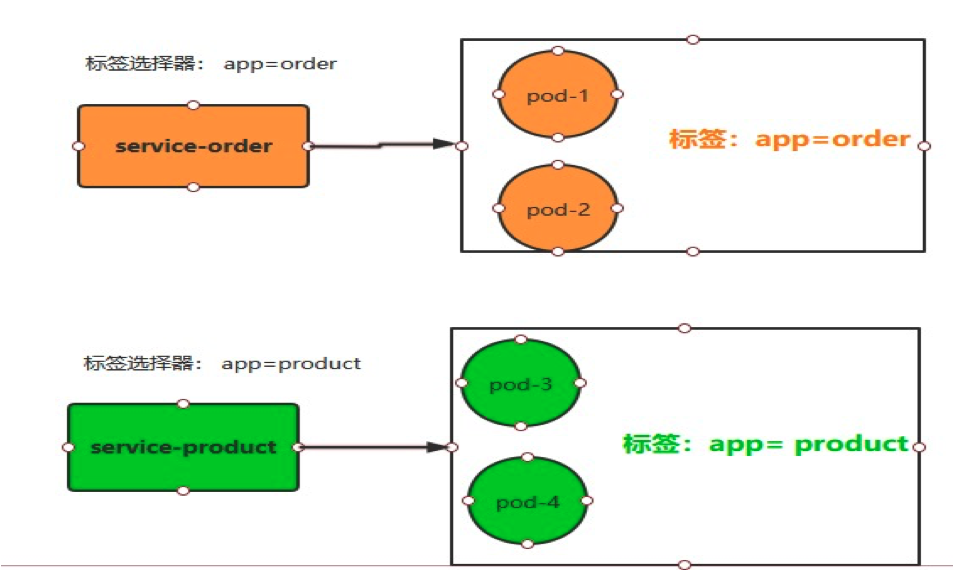 标签选择器： app=order
pod-1
标签：app=order
service-order
pod-2
标签选择器： app=product
pod-3
标签：app= product
service-product
pod-4